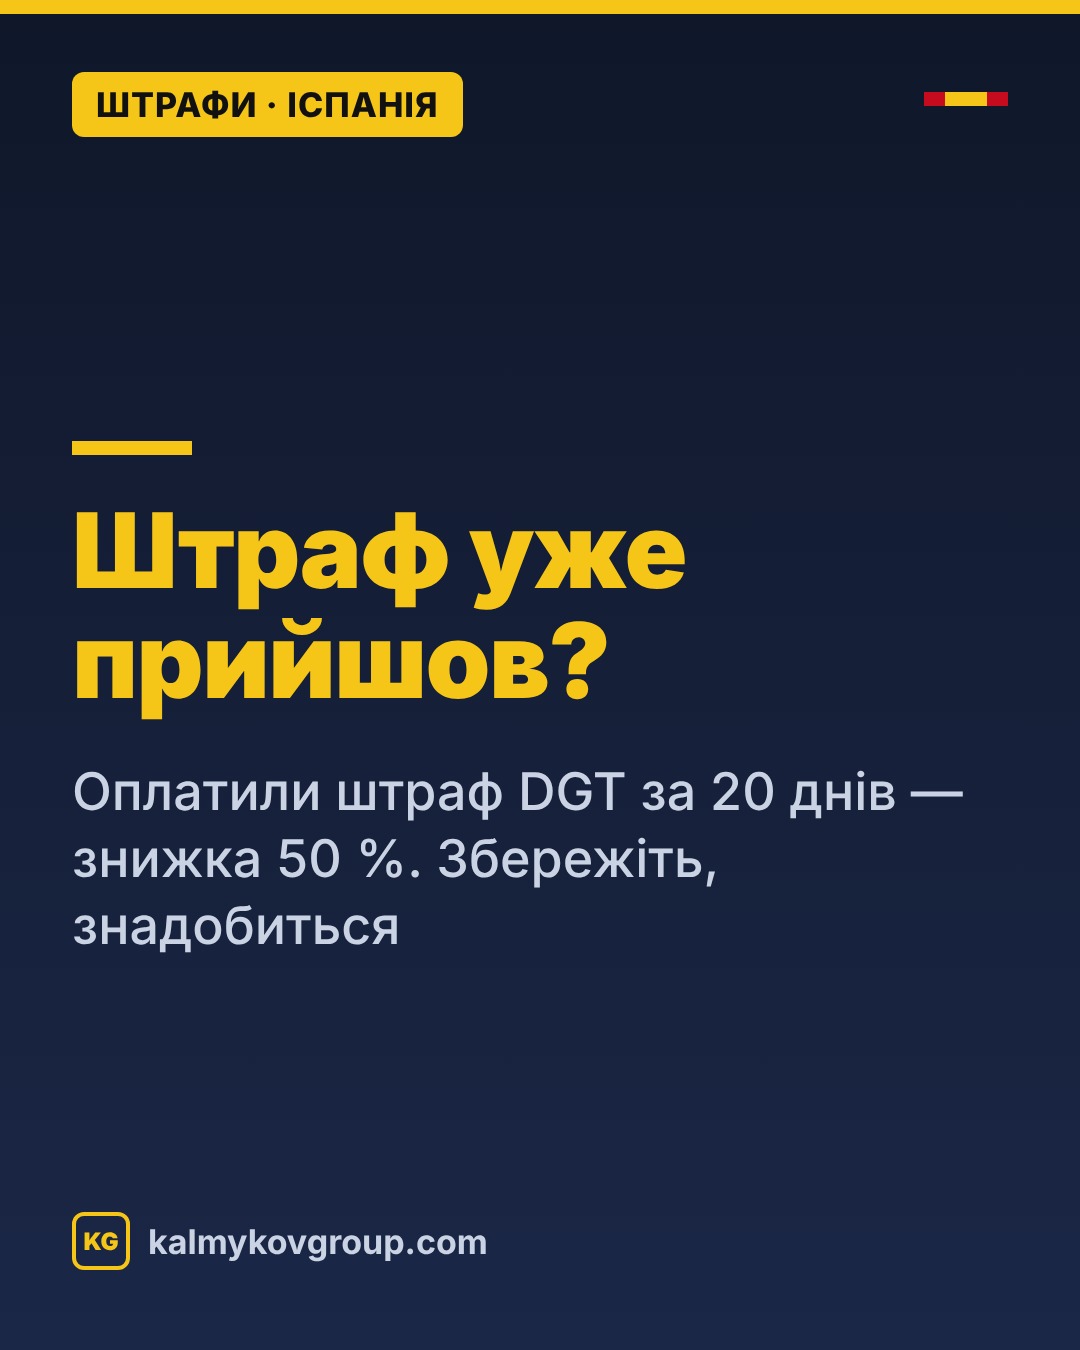 ШТРАФИ · ІСПАНІЯ
Штраф уже
прийшов?
Оплатили штраф DGT за 20 днів —
знижка 50 %. Збережіть,
знадобиться
KG kalmykovgroup.com